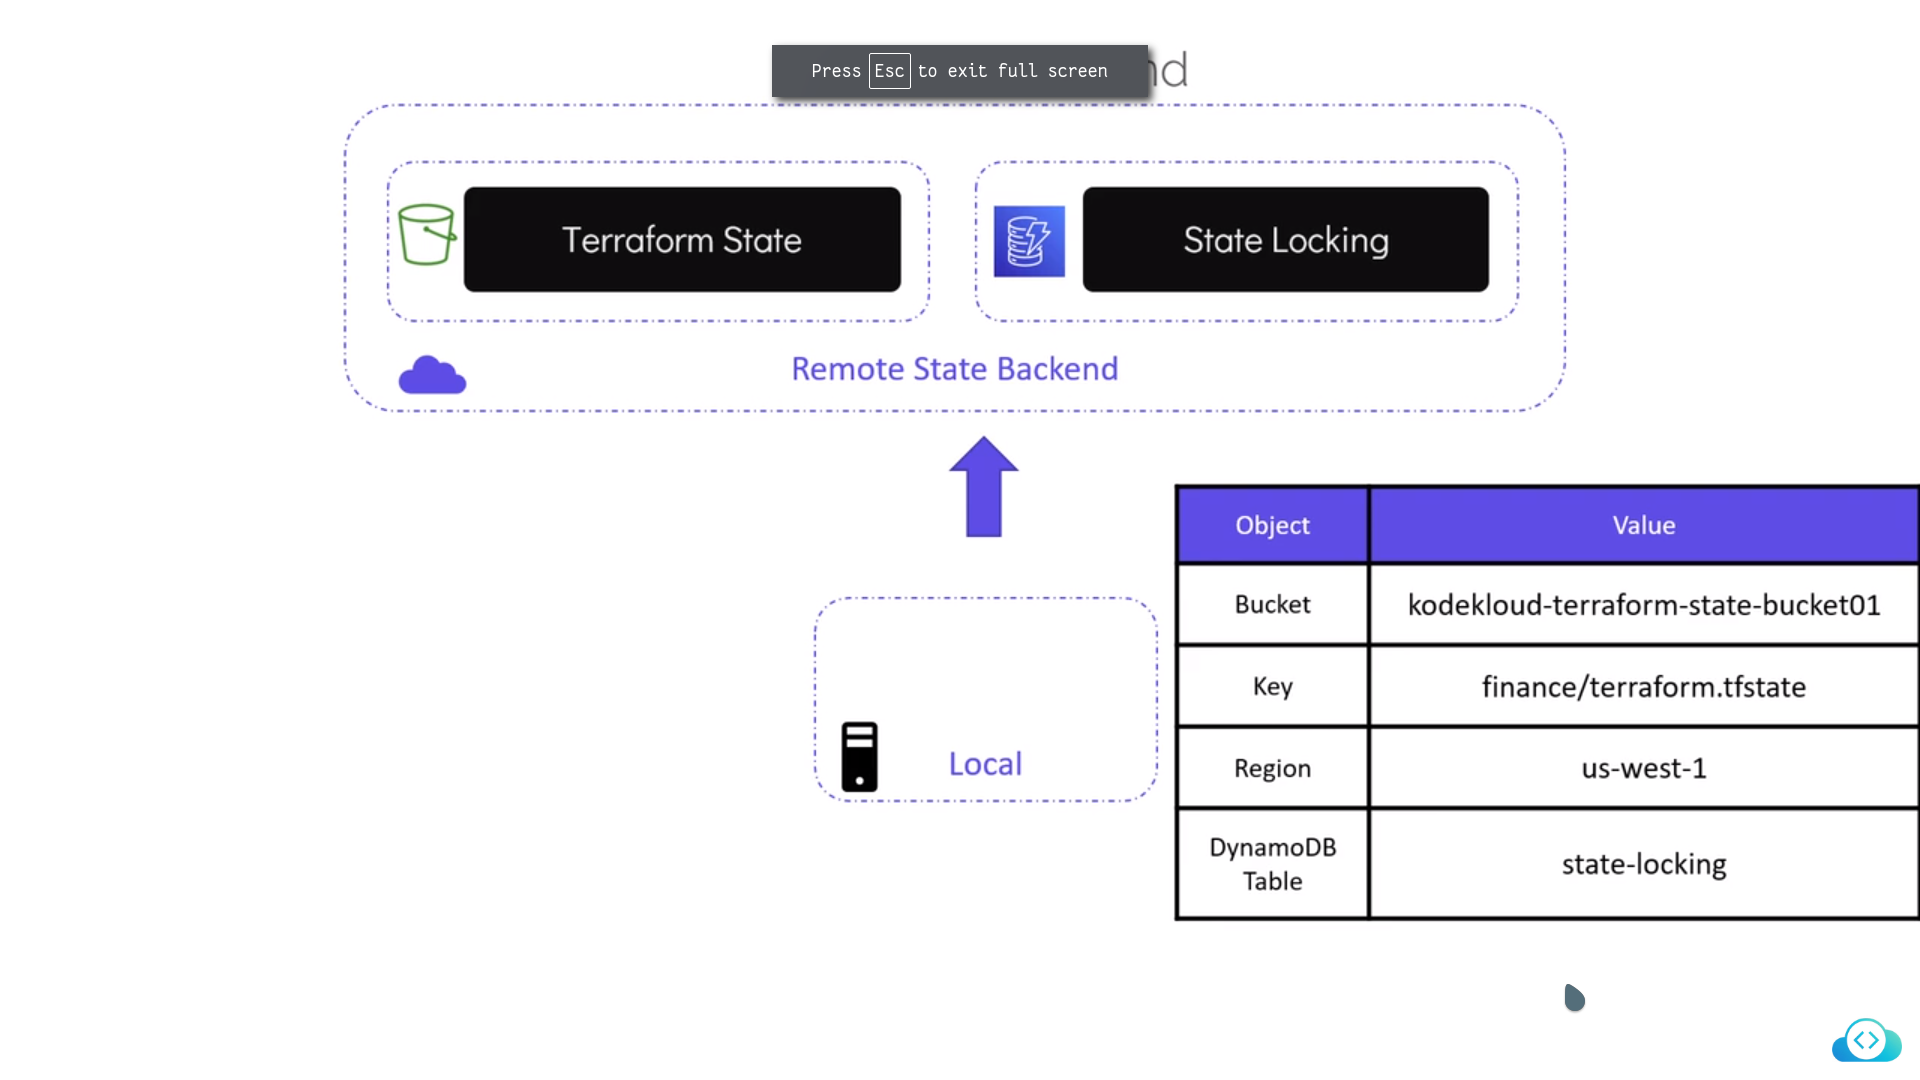 Press Esc to exit full screen
nd
Terraform State
State Locking
Remote State Backend
Object Value
Bucket kodekloud-terraform-state-bucket01
Key finance/terraform.tfstate
Region us-west-1
DynamoDB
Table state-locking
Local